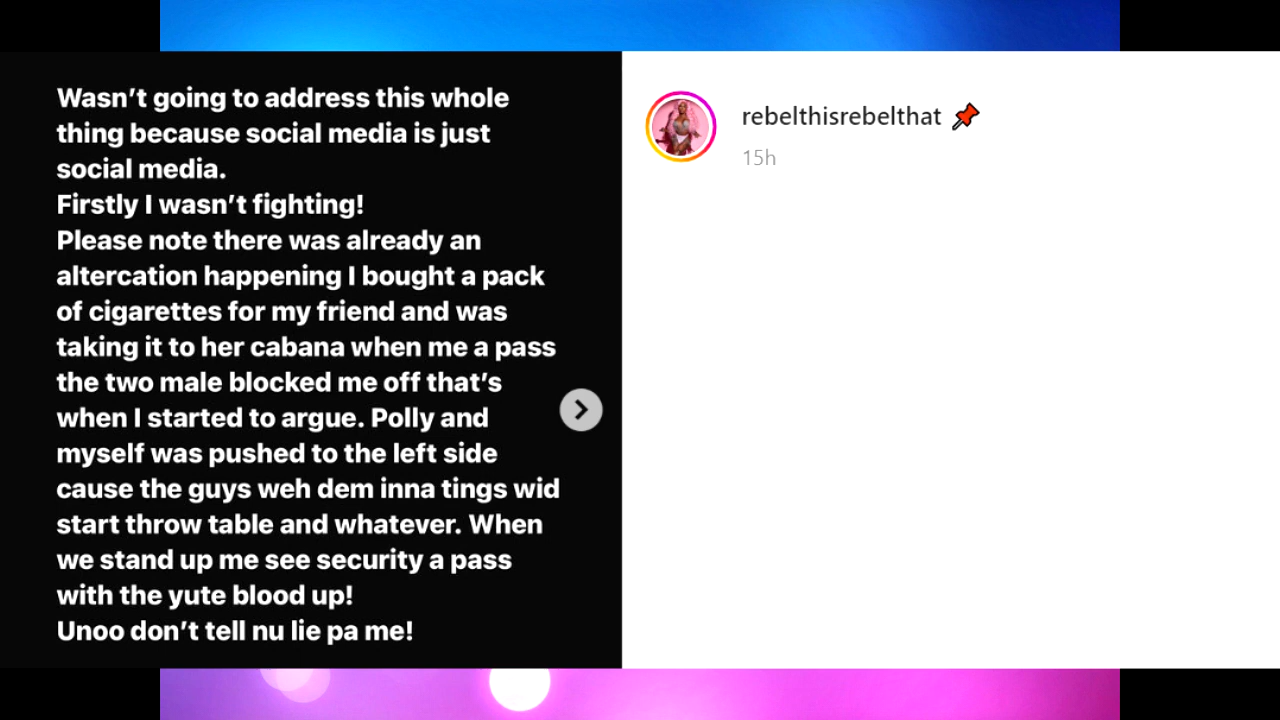 Wasn't going to address this whole
thing because social media is just
social media.
Firstly I wasn't fighting!
Please note there was already an
altercation happening I bought a pack
of cigarettes for my friend and was
taking it to her cabana when me a pass
the two male blocked me off that's
when I started to argue. Polly and
myself was pushed to the left side
cause the guys weh dem inna tings wid
start throw table and whatever. When
we stand up me see security a pass
with the yute blood up!
Unoo don't tell nu lie pa me!
rebelthisrebelthat 📌
15h